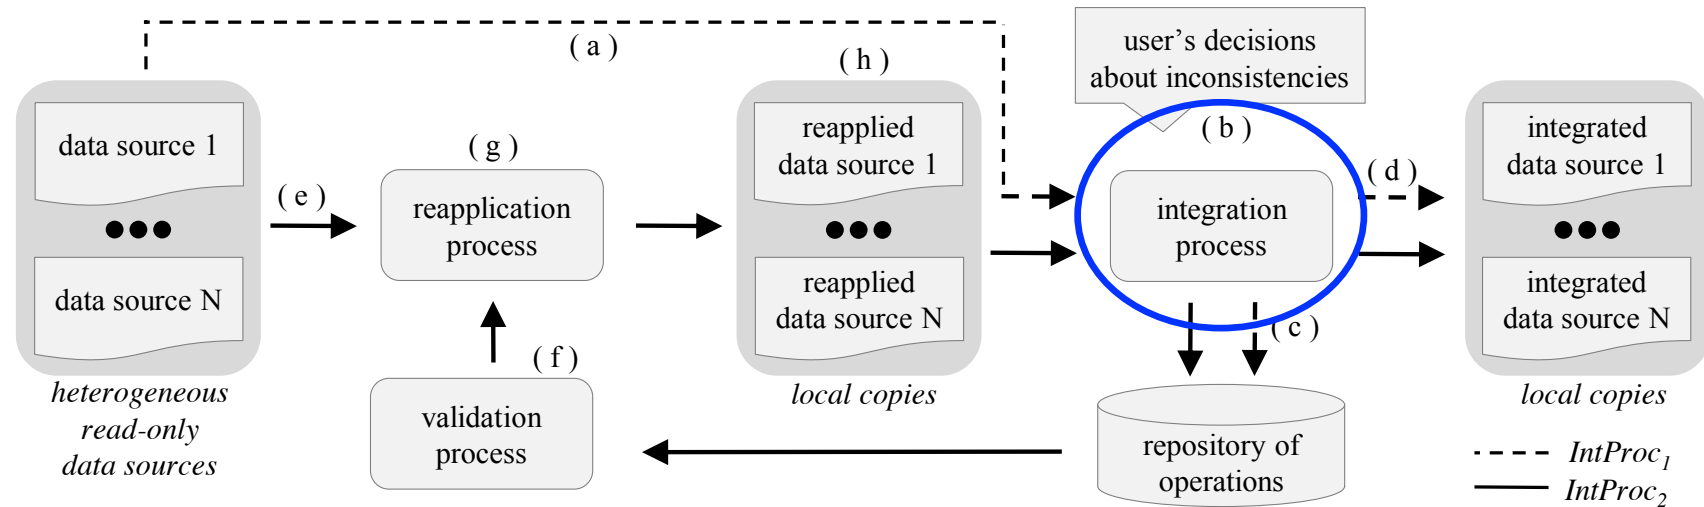 ( a )
user's decisions
about inconsistencies
( h )
( b )
data source 1
( g )
reapplied
data source 1
integrated
data source 1
( d )
( e )
reapplication
process
integration
process
data source N
reapplied
data source N
integrated
data source N
( c )
( f )
heterogeneous
read-only
data sources
validation
process
local copies
repository of
operations
local copies
IntProc1
IntProc2